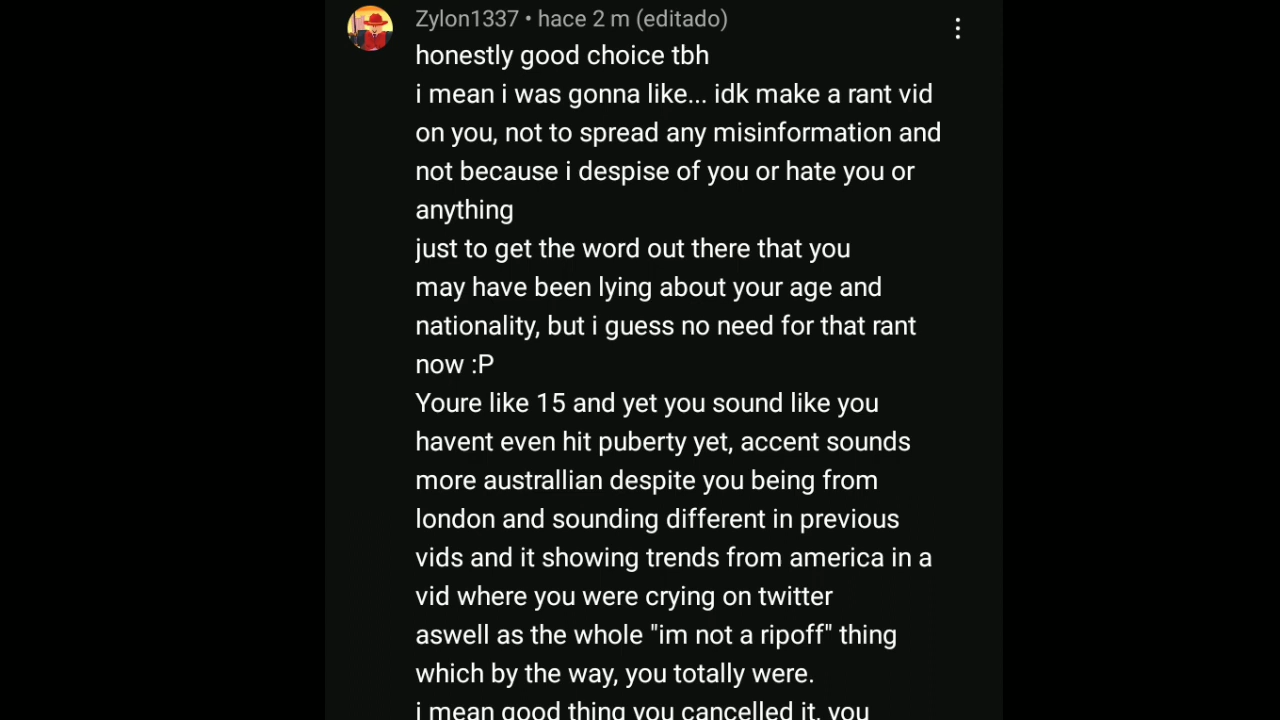 Zylon1337 • hace 2 m (editado)
honestly good choice tbh
i mean i was gonna like... idk make a rant vid
on you, not to spread any misinformation and
not because i despise of you or hate you or
anything
just to get the word out there that you
may have been lying about your age and
nationality, but i guess no need for that rant
now :P
Youre like 15 and yet you sound like you
havent even hit puberty yet, accent sounds
more australlian despite you being from
london and sounding different in previous
vids and it showing trends from america in a
vid where you were crying on twitter
aswell as the whole "im not a ripoff" thing
which by the way, you totally were.
i mean good thing you cancelled it, you